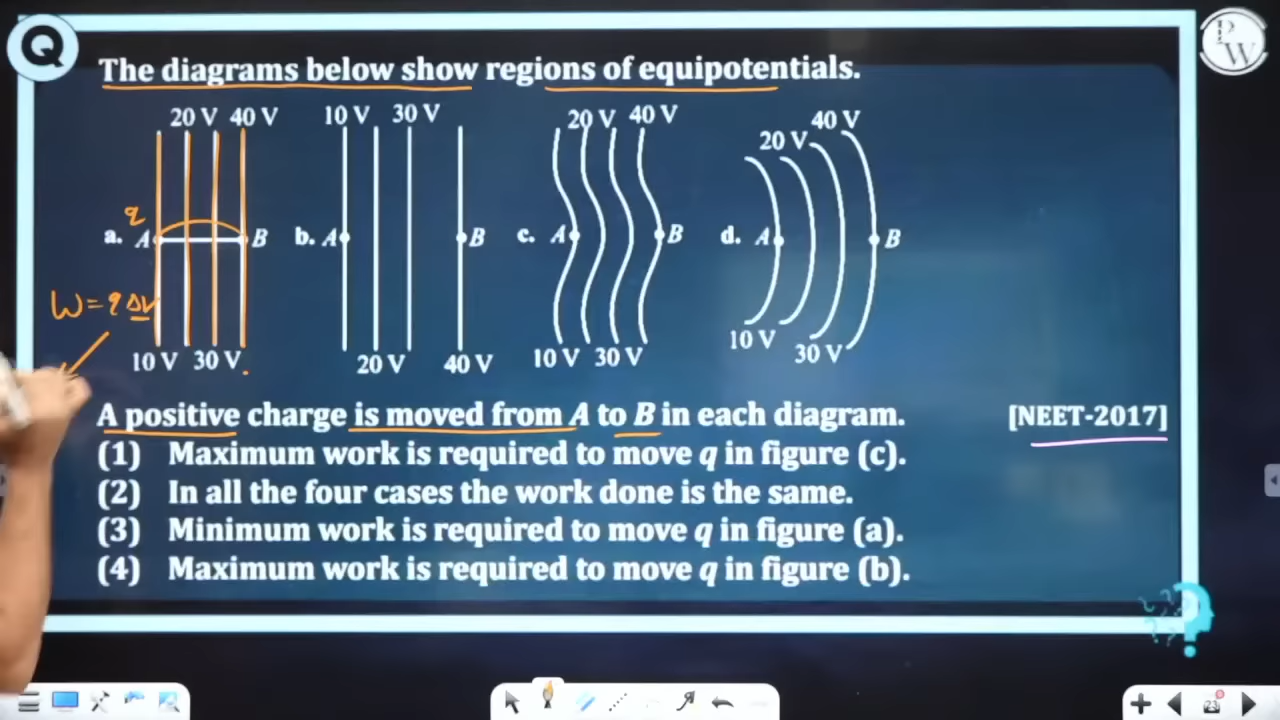 Q
P
W
The diagrams below show regions of equipotentials.
20 V 40 V 10 V 30 V 20 V 40 V 20 V 40 V
q
a. A B b. A B c. A B d. A B
W = q ΔV
10 V 30 V 20 V 40 V 10 V 30 V 10 V 30 V
A positive charge is moved from A to B in each diagram. [NEET-2017]
(1) Maximum work is required to move q in figure (c).
(2) In all the four cases the work done is the same.
(3) Minimum work is required to move q in figure (a).
(4) Maximum work is required to move q in figure (b).
23